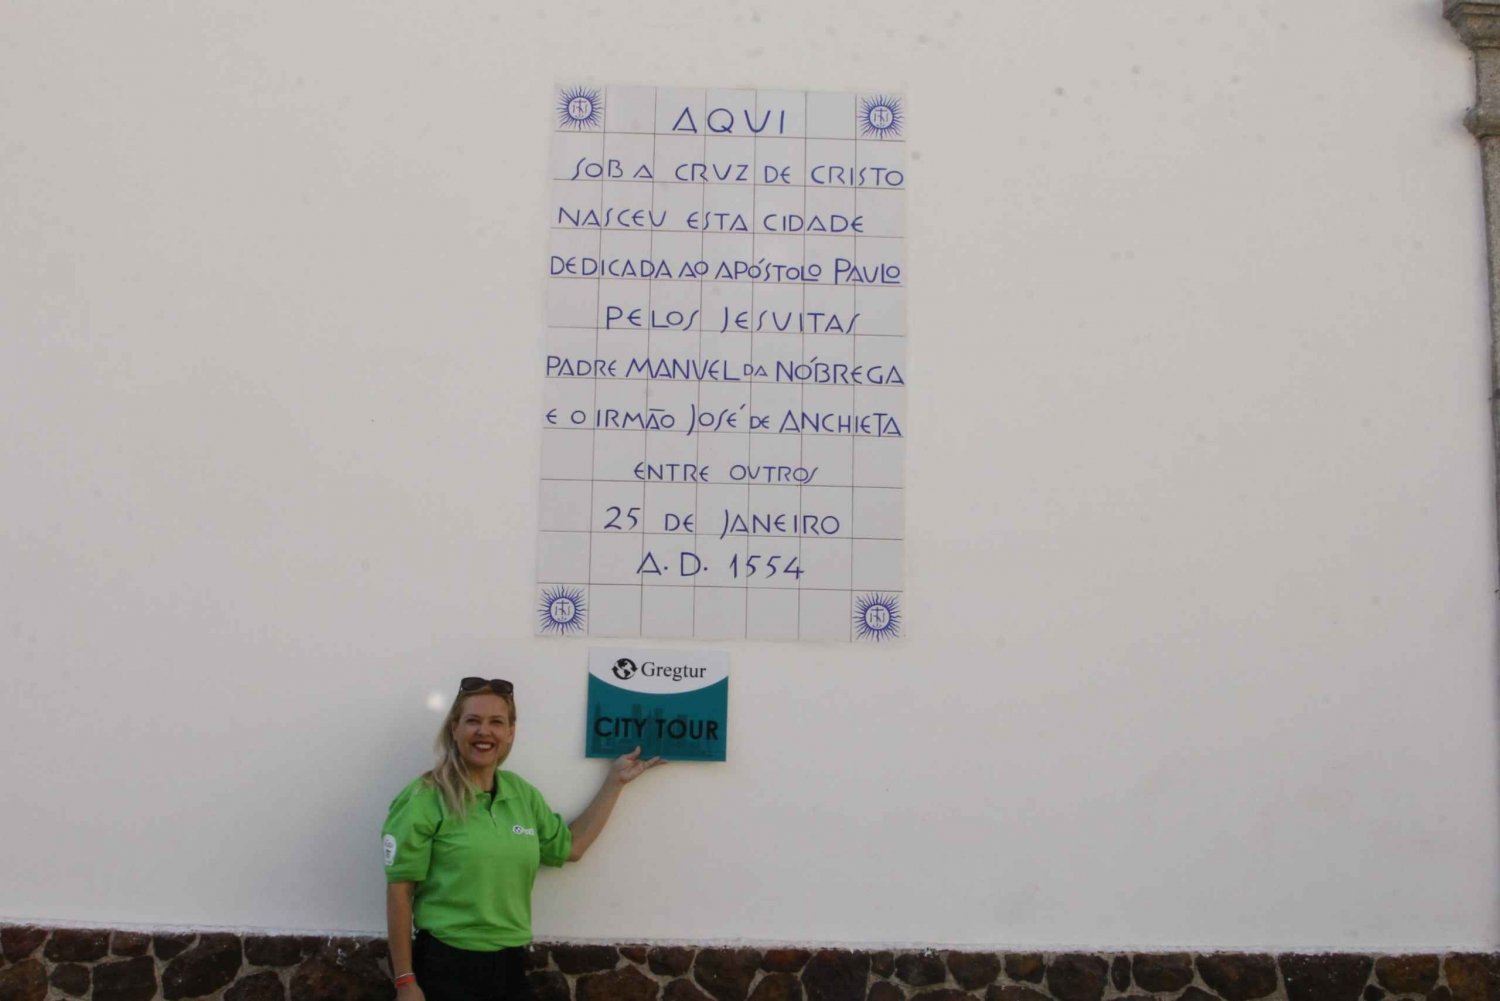 AQUI
SOB A CRUZ DE CRISTO
NASCEU ESTA CIDADE
DEDICADA AO APÓSTOLO PAULO
PELOS JESUITAS
PADRE MANUEL DA NÓBREGA
E O IRMÃO JOSÉ DE ANCHIETA
ENTRE OUTROS
25 DE JANEIRO
A. D. 1554
Gregtur
CITY TOUR